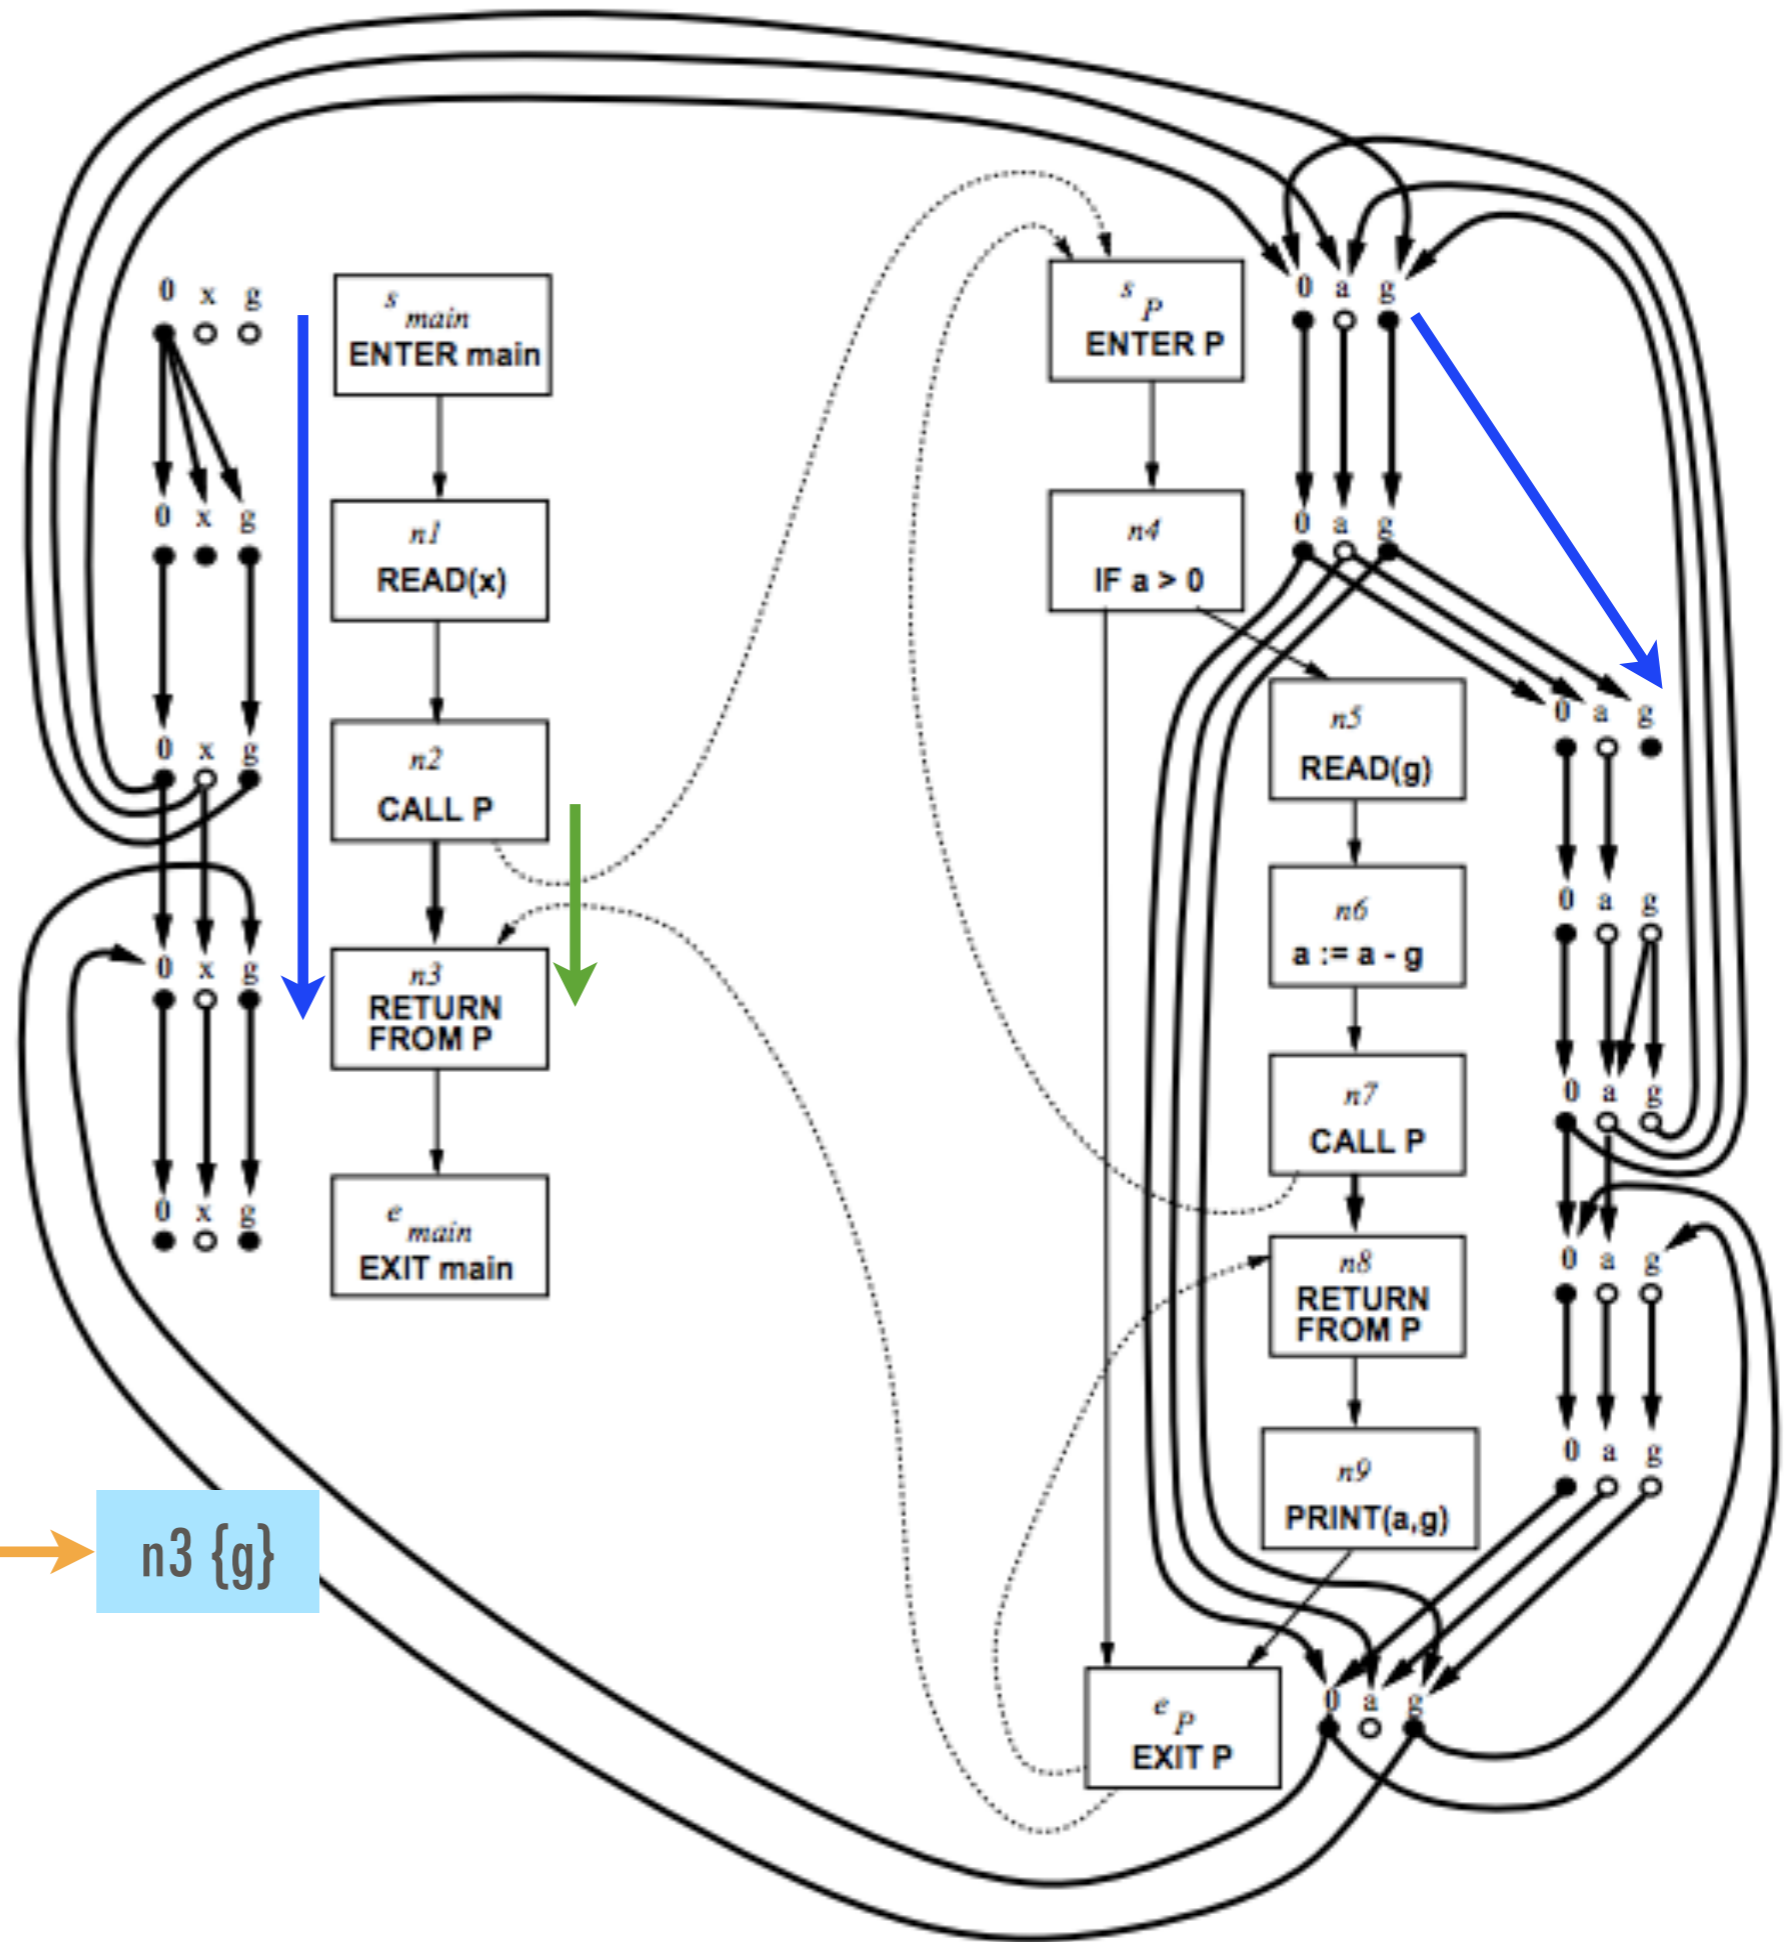 0 x g
s main
ENTER main
0 x g
n1
READ(x)
0 x g
n2
CALL P
0 x g
n3
RETURN
FROM P
0 x g
e main
EXIT main
n3 {g}
s P
ENTER P
0 a g
n4
IF a > 0
0 a g
n5
READ(g)
0 a g
n6
a := a - g
0 a g
n7
CALL P
0 a g
n8
RETURN
FROM P
0 a g
n9
PRINT(a,g)
0 a g
e P
EXIT P
0 a g